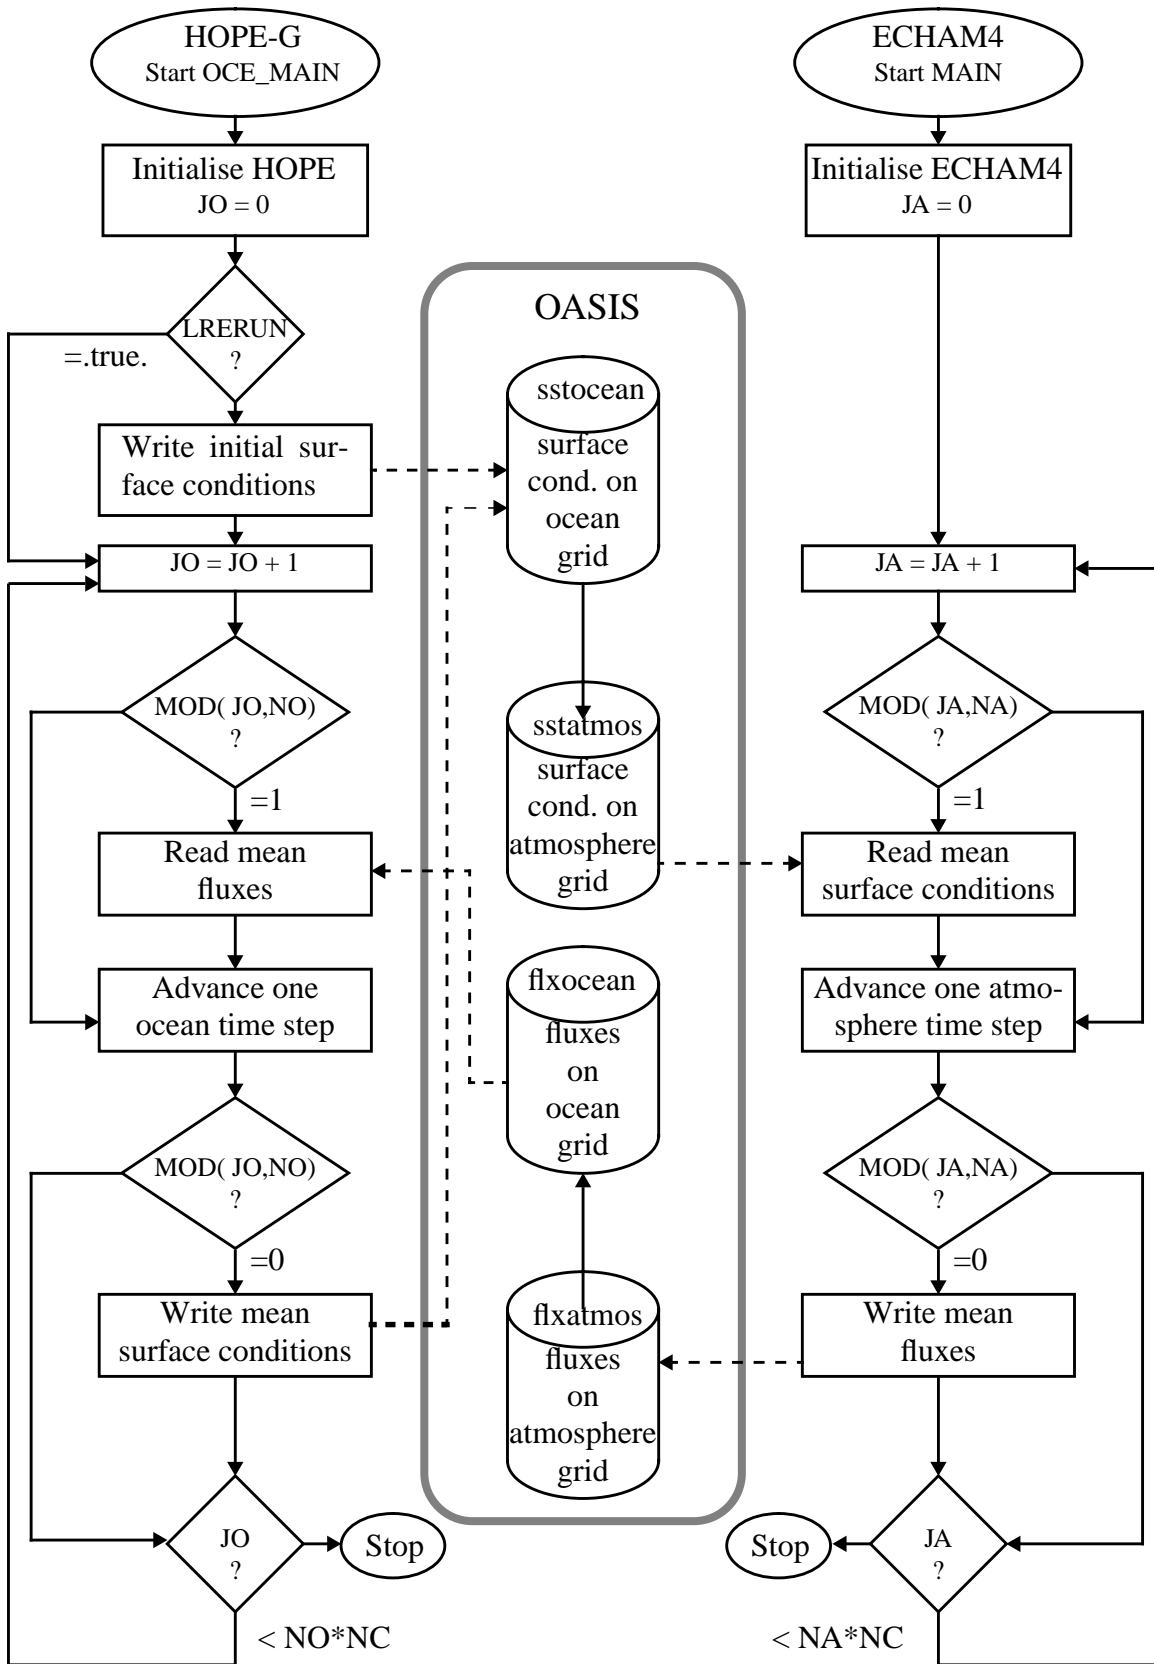 HOPE-G
Start OCE_MAIN
Initialise HOPE
JO = 0
LRERUN
?
=.true.
Write initial sur-
face conditions
JO = JO + 1
MOD( JO,NO)
?
=1
Read mean
fluxes
Advance one
ocean time step
MOD( JO,NO)
?
=0
Write mean
surface conditions
JO
?
Stop
< NO*NC
OASIS
sstocean
surface
cond. on
ocean
grid
sstatmos
surface
cond. on
atmosphere
grid
flxocean
fluxes
on
ocean
grid
flxatmos
fluxes
on
atmosphere
grid
ECHAM4
Start MAIN
Initialise ECHAM4
JA = 0
JA = JA + 1
MOD( JA,NA)
?
=1
Read mean
surface conditions
Advance one atmo-
sphere time step
MOD( JA,NA)
?
=0
Write mean
fluxes
JA
?
Stop
< NA*NC